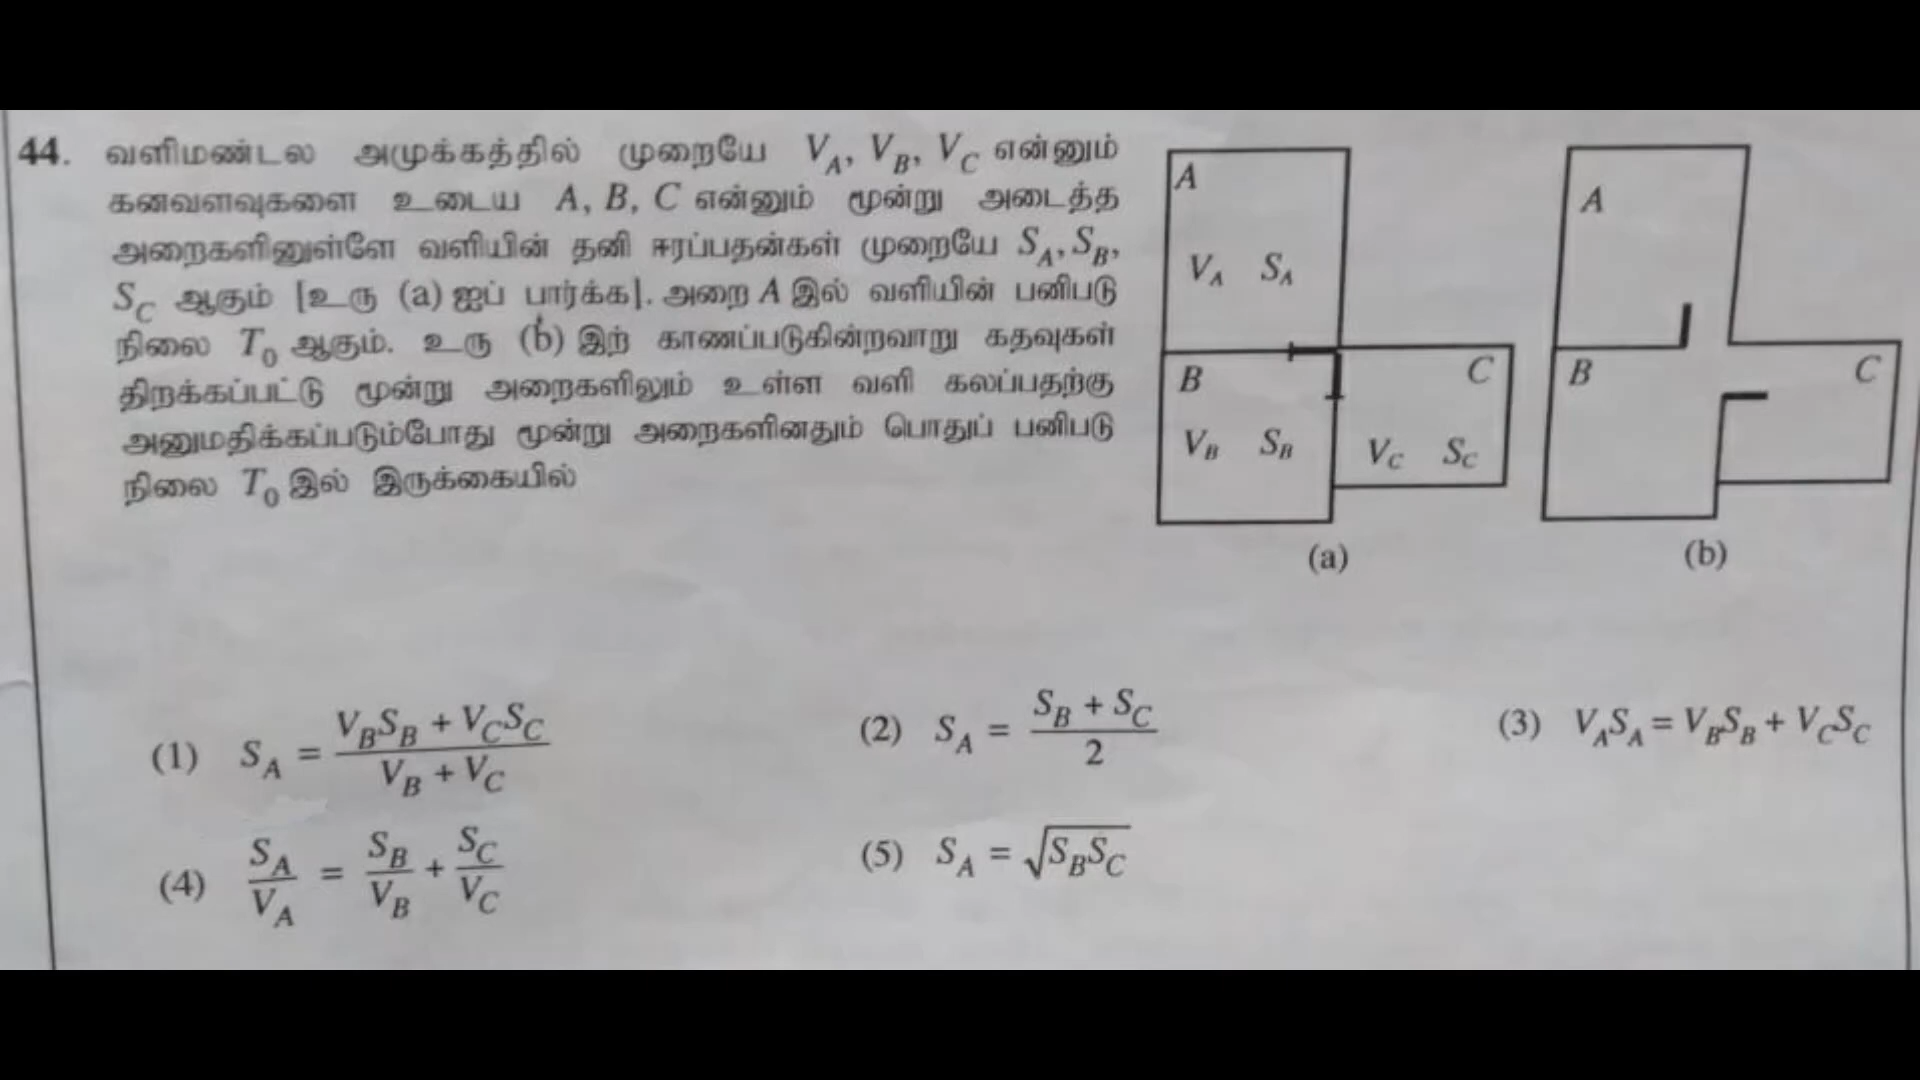 44. வளிமண்டல அமுக்கத்தில் முறையே V_A, V_B, V_C என்னும்
கனவளவுகளை உடைய A, B, C என்னும் மூன்று அடைத்த
அறைகளினுள்ளே வளியின் தனி ஈரப்பதன்கள் முறையே S_A, S_B,
S_C ஆகும் [உரு (a) ஐப் பார்க்க]. அறை A இல் வளியின் பனிபடு
நிலை T_0 ஆகும். உரு (b) இற் காணப்படுகின்றவாறு கதவுகள்
திறக்கப்பட்டு மூன்று அறைகளிலும் உள்ள வளி கலப்பதற்கு
அனுமதிக்கப்படும்போது மூன்று அறைகளினதும் பொதுப் பனிபடு
நிலை T_0 இல் இருக்கையில்
A
V_A S_A
B
C
V_B S_B
V_C S_C
(a)
A
B
C
(b)
(1) S_A = (V_B S_B + V_C S_C) / (V_B + V_C)
(2) S_A = (S_B + S_C) / 2
(3) V_A S_A = V_B S_B + V_C S_C
(4) S_A / V_A = S_B / V_B + S_C / V_C
(5) S_A = √(S_B S_C)